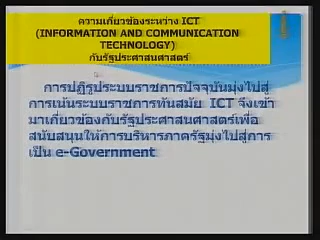 ความเกี่ยวข้องระหว่าง ICT
(INFORMATION AND COMMUNICATION
TECHNOLOGY)
กับรัฐประศาสนศาสตร์
การปฏิรูประบบราชการปัจจุบันมุ่งไปสู่
การเน้นระบบราชการทันสมัย ICT จึงเข้า
มาเกี่ยวข้องกับรัฐประศาสนศาสตร์เพื่อ
สนับสนุนให้การบริหารภาครัฐมุ่งไปสู่การ
เป็น e-Government